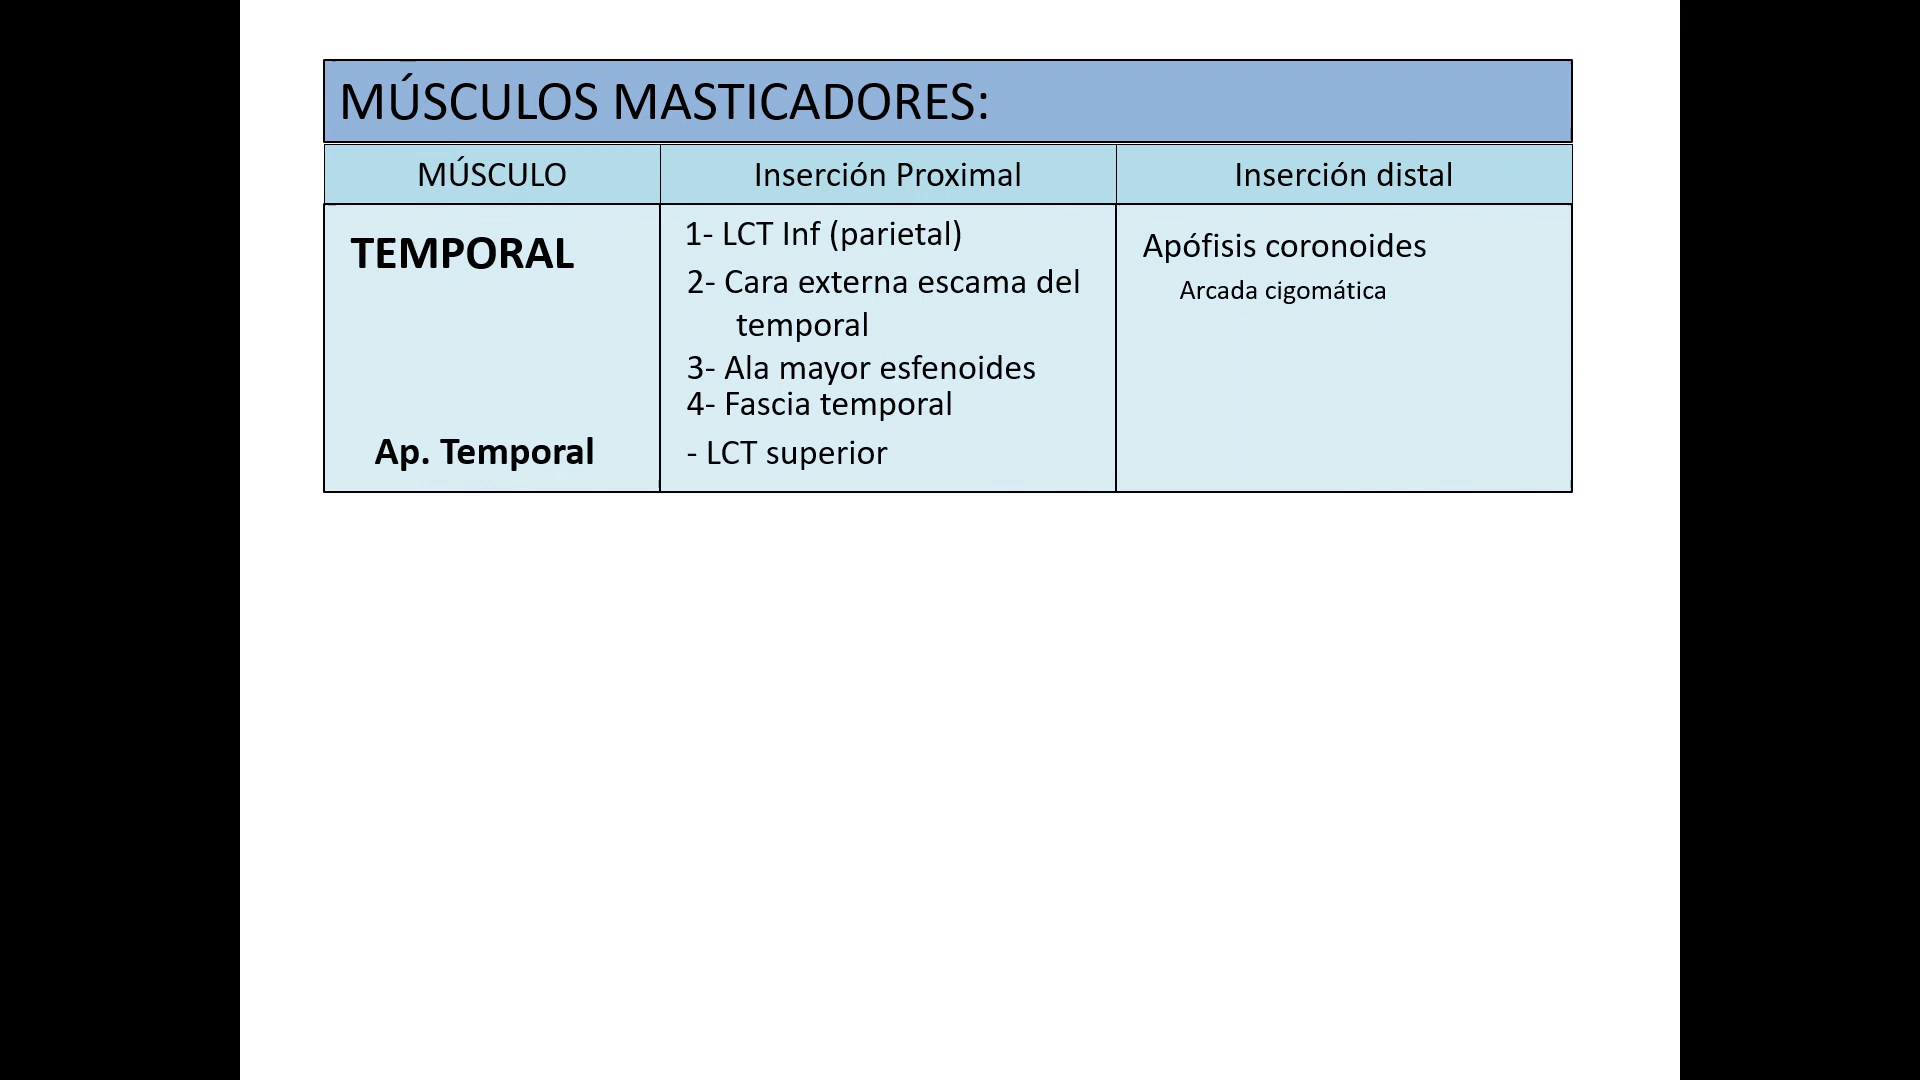 MÚSCULOS MASTICADORES:
MÚSCULO
Inserción Proximal
Inserción distal
TEMPORAL
1- LCT Inf (parietal)
2- Cara externa escama del
temporal
3- Ala mayor esfenoides
4- Fascia temporal
Apófisis coronoides
Arcada cigomática
Ap. Temporal
- LCT superior